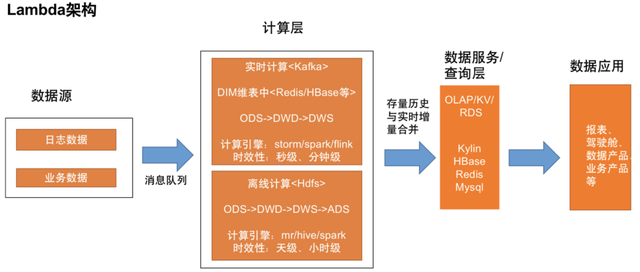 Lambda架构
数据源
日志数据
业务数据
消息队列
计算层
实时计算<Kafka>
DIM维表中<Redis/HBase等>
ODS->DWD->DWS
计算引擎：storm/spark/flink
时效性：秒级、分钟级
离线计算<Hdfs>
ODS->DWD->DWS->ADS
计算引擎：mr/hive/spark
时效性：天级、小时级
存量历史
与实时增
量合并
数据服务/
查询层
OLAP/KV/
RDS
Kylin
HBase
Redis
Mysql
数据应用
报表、
驾驶舱、
数据产品、
业务产品
等